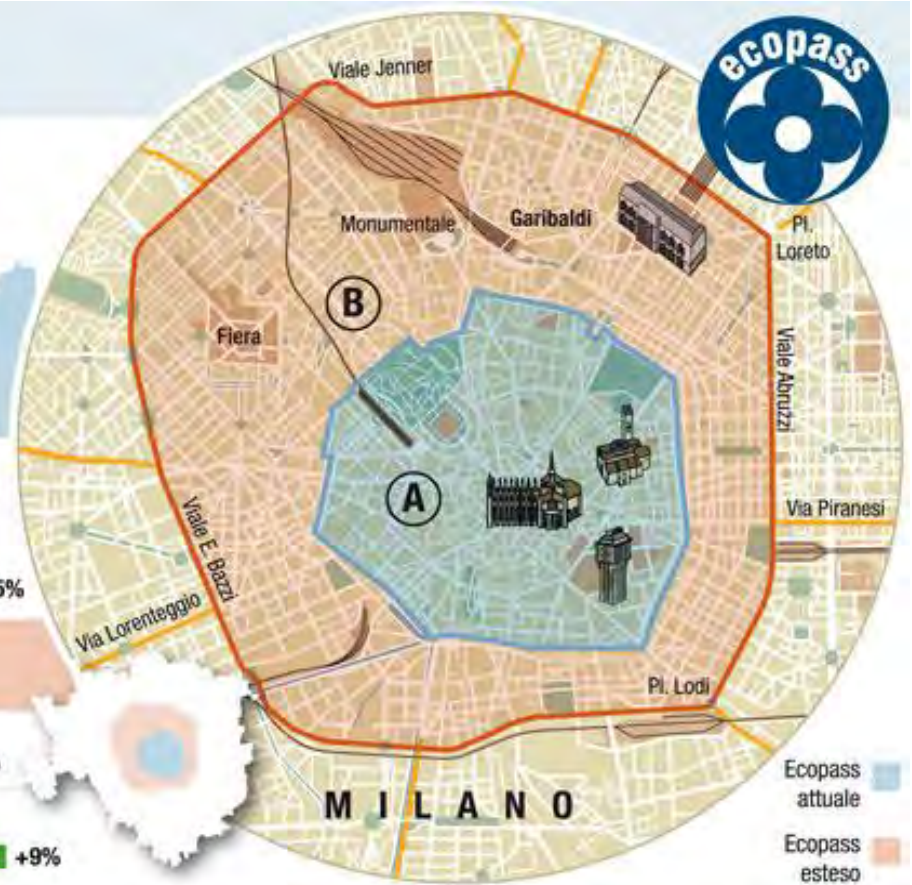 ecopass
Viale Jenner
Monumentale
Garibaldi
Pl.
Loreto
B
Fiera
Viale Abruzzi
A
Via Piranesi
Viale E. Bazzi
Via Lorenteggio
Pl. Lodi
MILANO
Ecopass
attuale
Ecopass
esteso
+9%